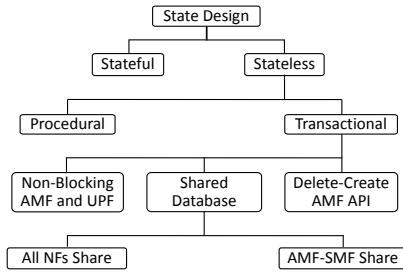 State Design
Stateful
Stateless
Procedural
Transactional
Non-Blocking
AMF and UPF
Shared
Database
Delete-Create
AMF API
All NFs Share
AMF-SMF Share